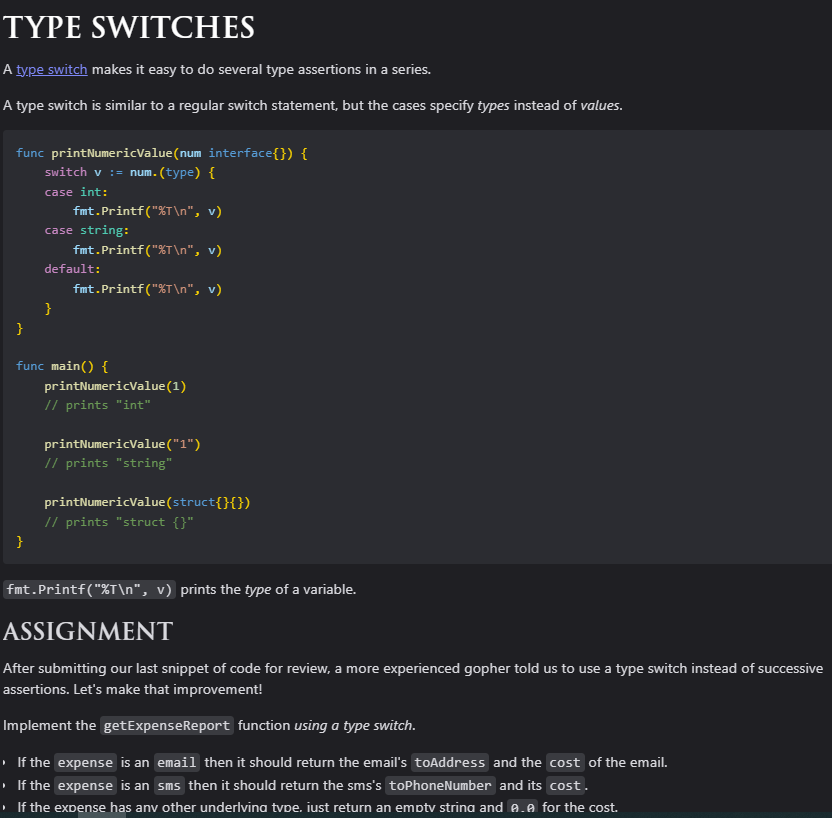 TYPE SWITCHES
A type switch makes it easy to do several type assertions in a series.
A type switch is similar to a regular switch statement, but the cases specify types instead of values.
func printNumericValue(num interface{}) {
    switch v := num.(type) {
    case int:
        fmt.Printf("%T\n", v)
    case string:
        fmt.Printf("%T\n", v)
    default:
        fmt.Printf("%T\n", v)
    }
}
func main() {
    printNumericValue(1)
    // prints "int"
    printNumericValue("1")
    // prints "string"
    printNumericValue(struct{}{})
    // prints "struct {}"
}
fmt.Printf("%T\n", v) prints the type of a variable.
ASSIGNMENT
After submitting our last snippet of code for review, a more experienced gopher told us to use a type switch instead of successive
assertions. Let's make that improvement!
Implement the getExpenseReport function using a type switch.
• If the expense is an email then it should return the email's toAddress and the cost of the email.
• If the expense is an sms then it should return the sms's toPhoneNumber and its cost.
• If the expense has any other underlying type, just return an empty string and 0.0 for the cost.